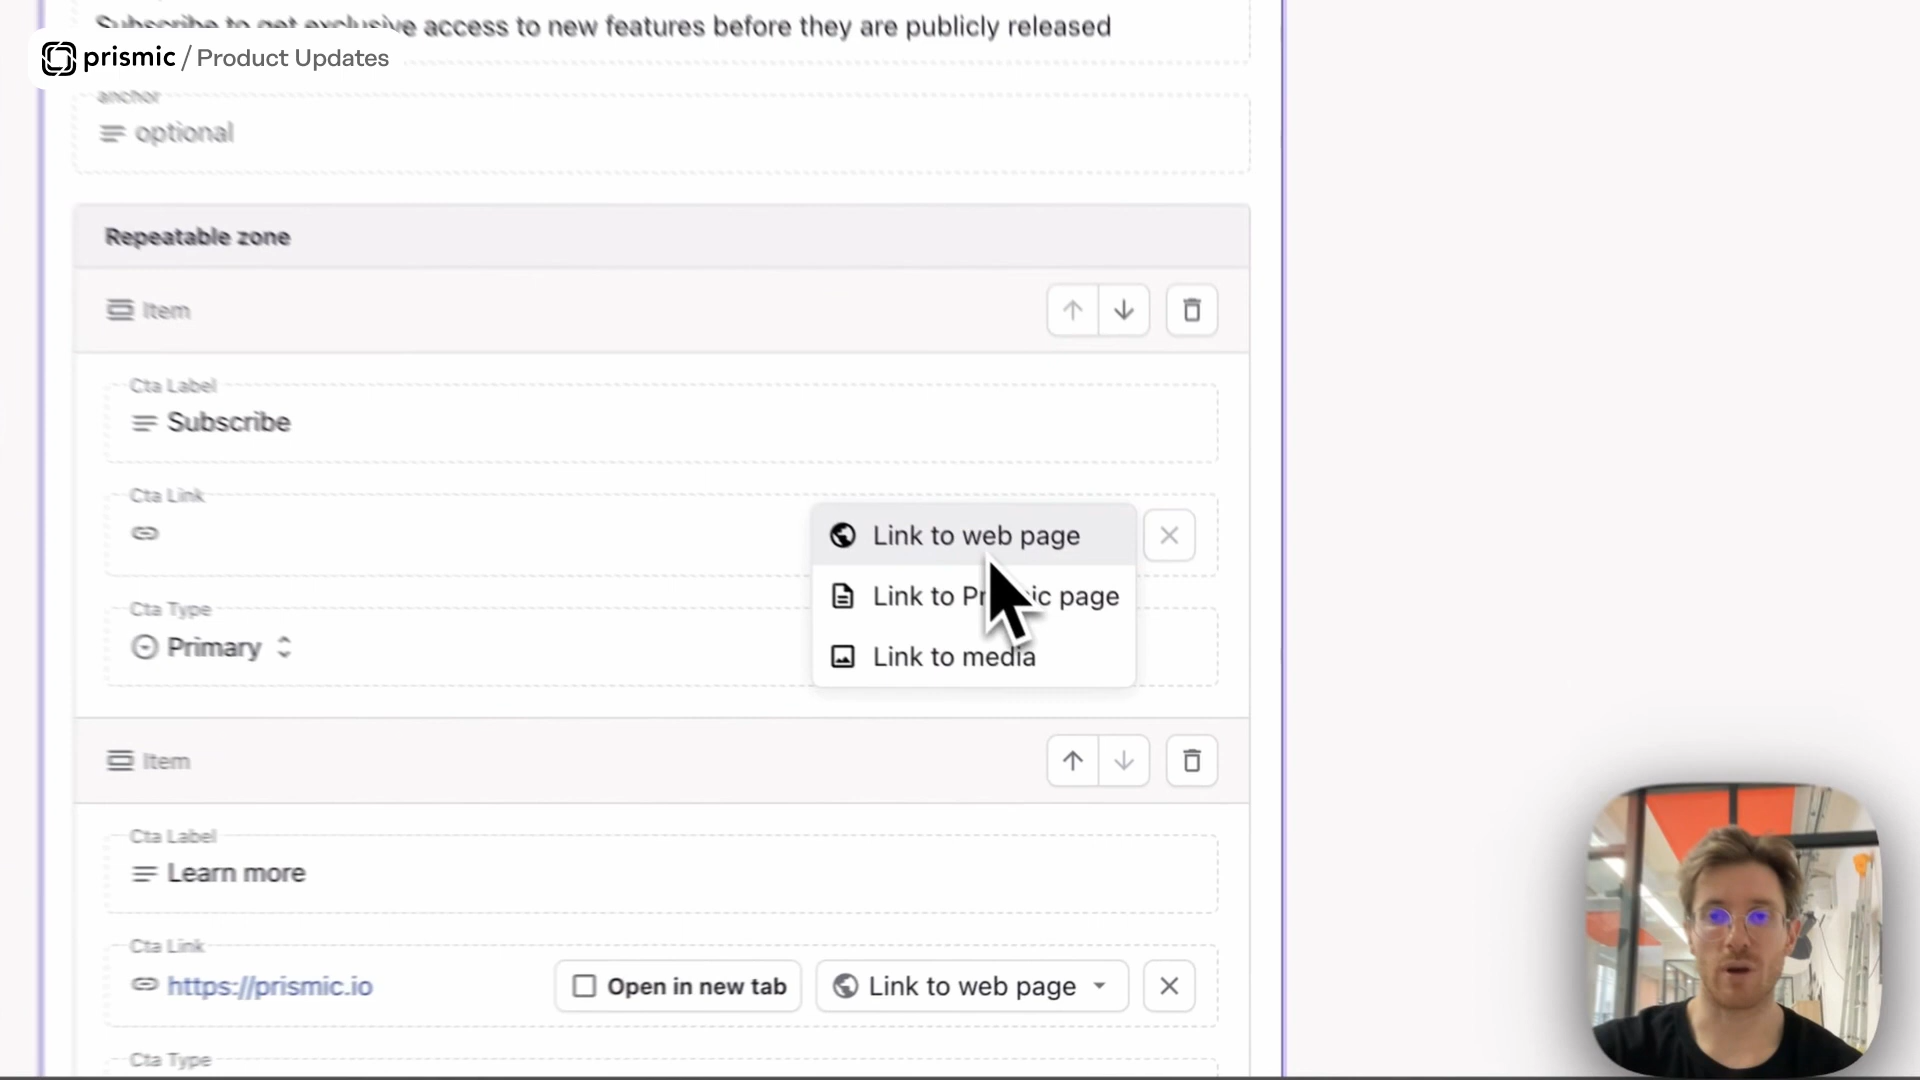 Subscribe to get exclusive access to new features before they are publicly released
prismic / Product Updates
anchor
optional
Repeatable zone
Item
Cta Label
Subscribe
Cta Link
Link to web page
Link to Prismic page
Link to media
Cta Type
Primary
Item
Cta Label
Learn more
Cta Link
https://prismic.io
Open in new tab
Link to web page
Cta Type